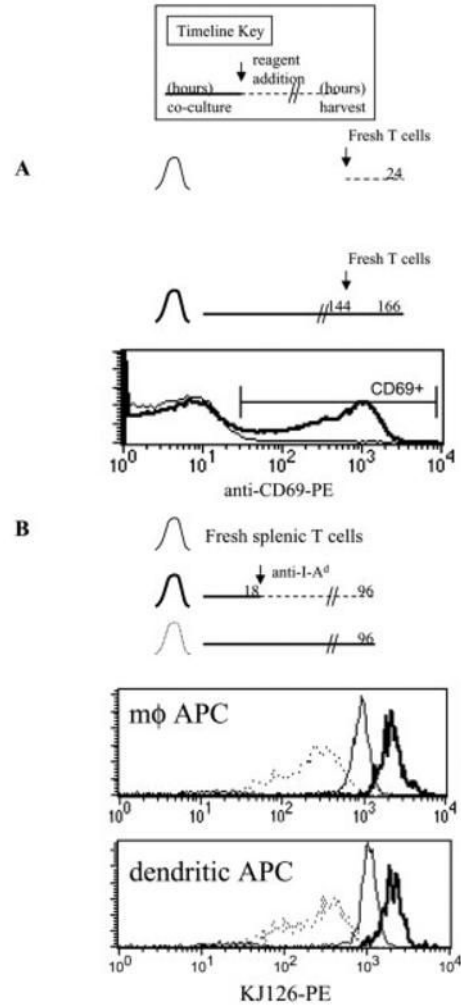 Timeline Key
reagent
addition
(hours) (hours)
co-culture harvest
Fresh T cells
A
24
Fresh T cells
144 166
CD69+
10^0 10^1 10^2 10^3 10^4
anti-CD69-PE
B
Fresh splenic T cells
anti-I-A^d
18 96
96
mϕ APC
10^0 10^1 10^2 10^3 10^4
dendritic APC
10^0 10^1 10^2 10^3 10^4
KJ126-PE